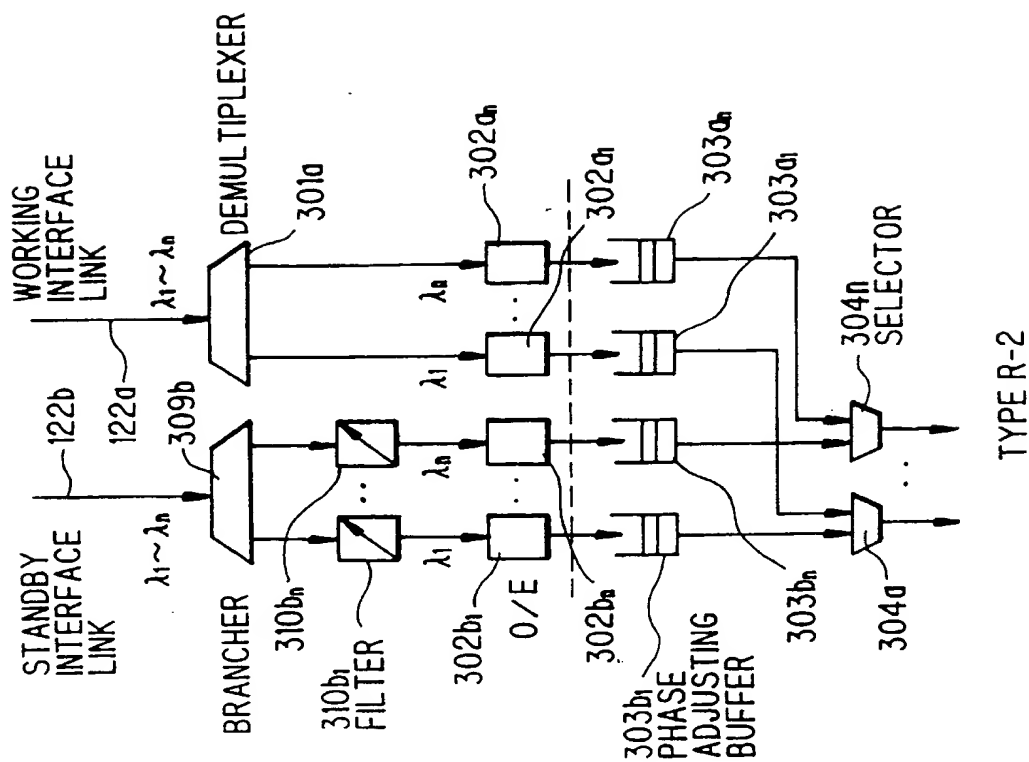 STANDBY
INTERFACE
LINK
122b
122a
WORKING
INTERFACE
LINK
λ1~λn
λ1~λn
BRANCHER
309b
DEMULTIPLEXER
301a
310bn
310b1
FILTER
..
λ1
λn
λ1
λn
302b1
O/E
302bn
...
...
302an
302a1
303b1
PHASE
ADJUSTING
BUFFER
303bn
303an
303a1
304a
..
304n
SELECTOR
TYPE R-2